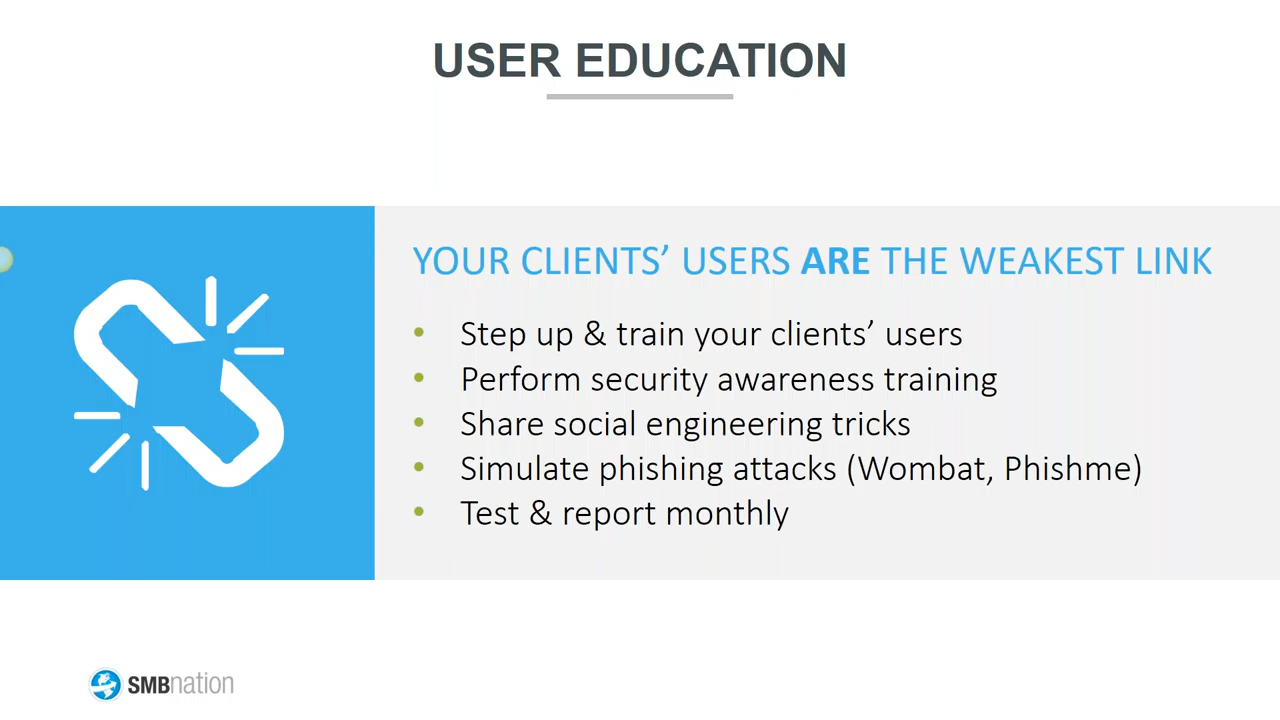 USER EDUCATION
YOUR CLIENTS’ USERS ARE THE WEAKEST LINK
• Step up & train your clients’ users
• Perform security awareness training
• Share social engineering tricks
• Simulate phishing attacks (Wombat, Phishme)
• Test & report monthly
SMBnation